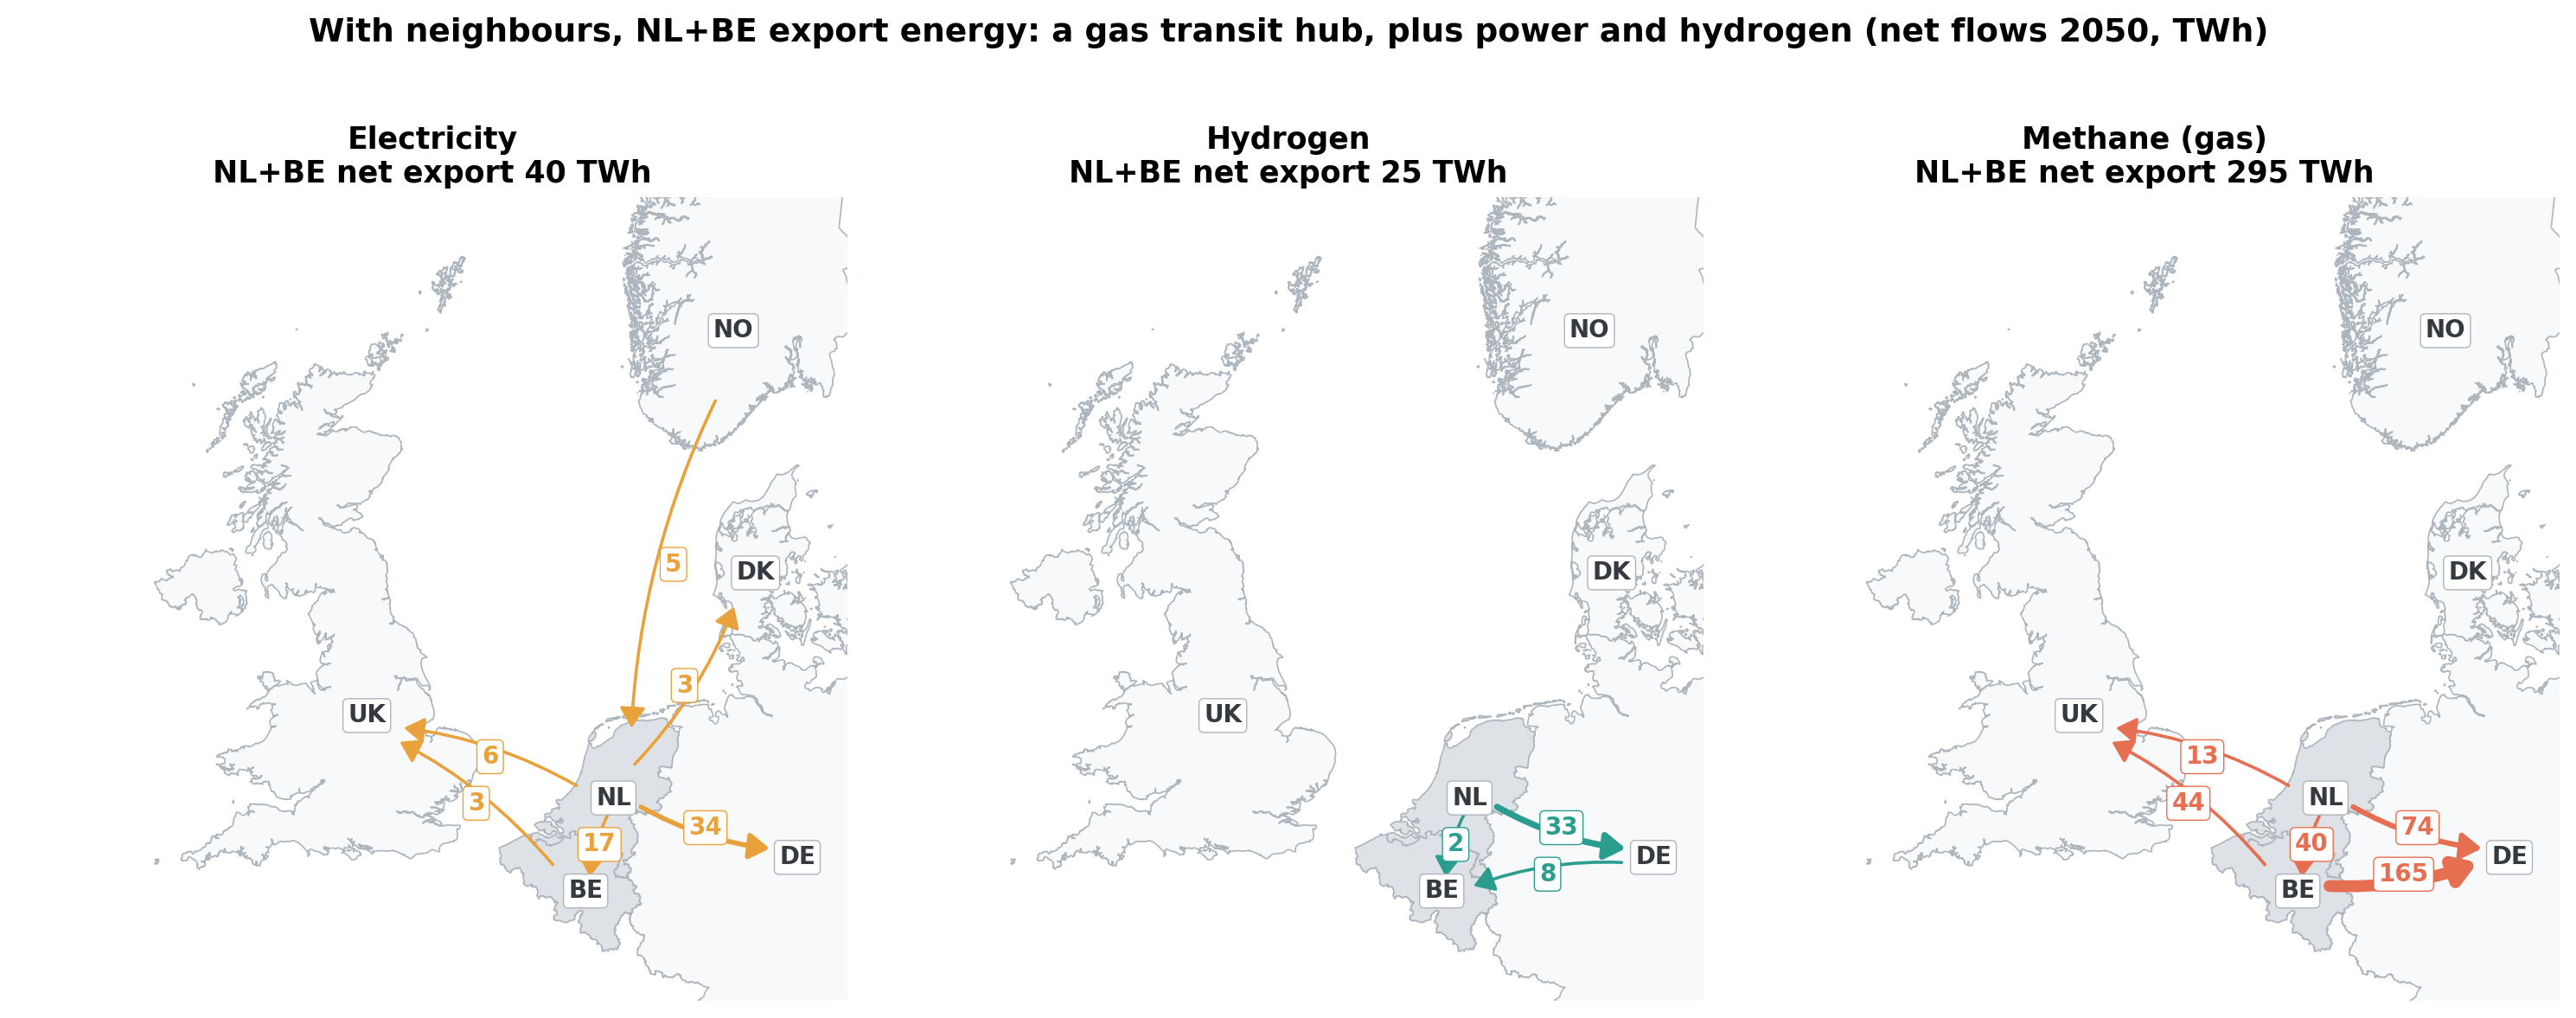 With neighbours, NL+BE export energy: a gas transit hub, plus power and hydrogen (net flows 2050, TWh)
Electricity
NL+BE net export 40 TWh
NO
5
DK
3
UK
6
3
NL
34
17
DE
BE
Hydrogen
NL+BE net export 25 TWh
NO
DK
UK
NL
33
2
DE
8
BE
Methane (gas)
NL+BE net export 295 TWh
NO
DK
UK
13
44
NL
74
40
DE
165
BE